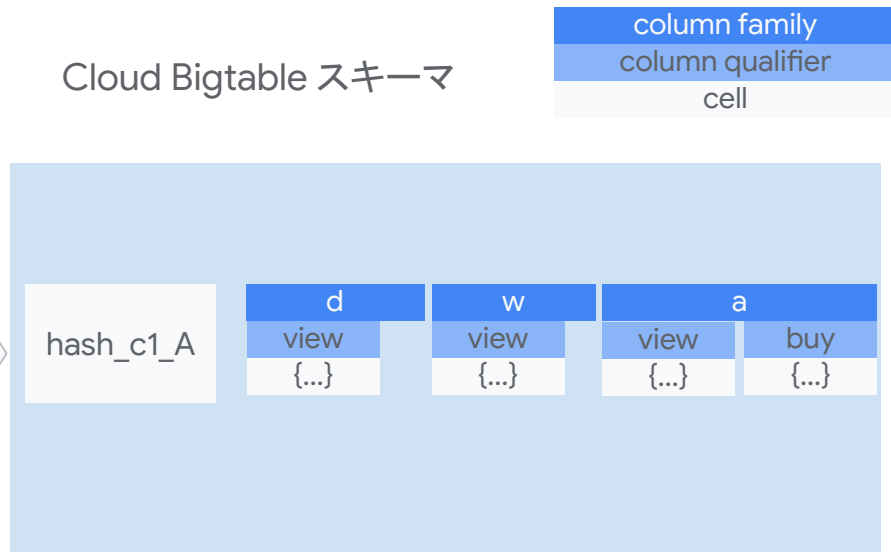 Cloud Bigtable スキーマ
column family
column qualifier
cell
hash_c1_A
d w a
view view view buy
{...} {...} {...} {...}